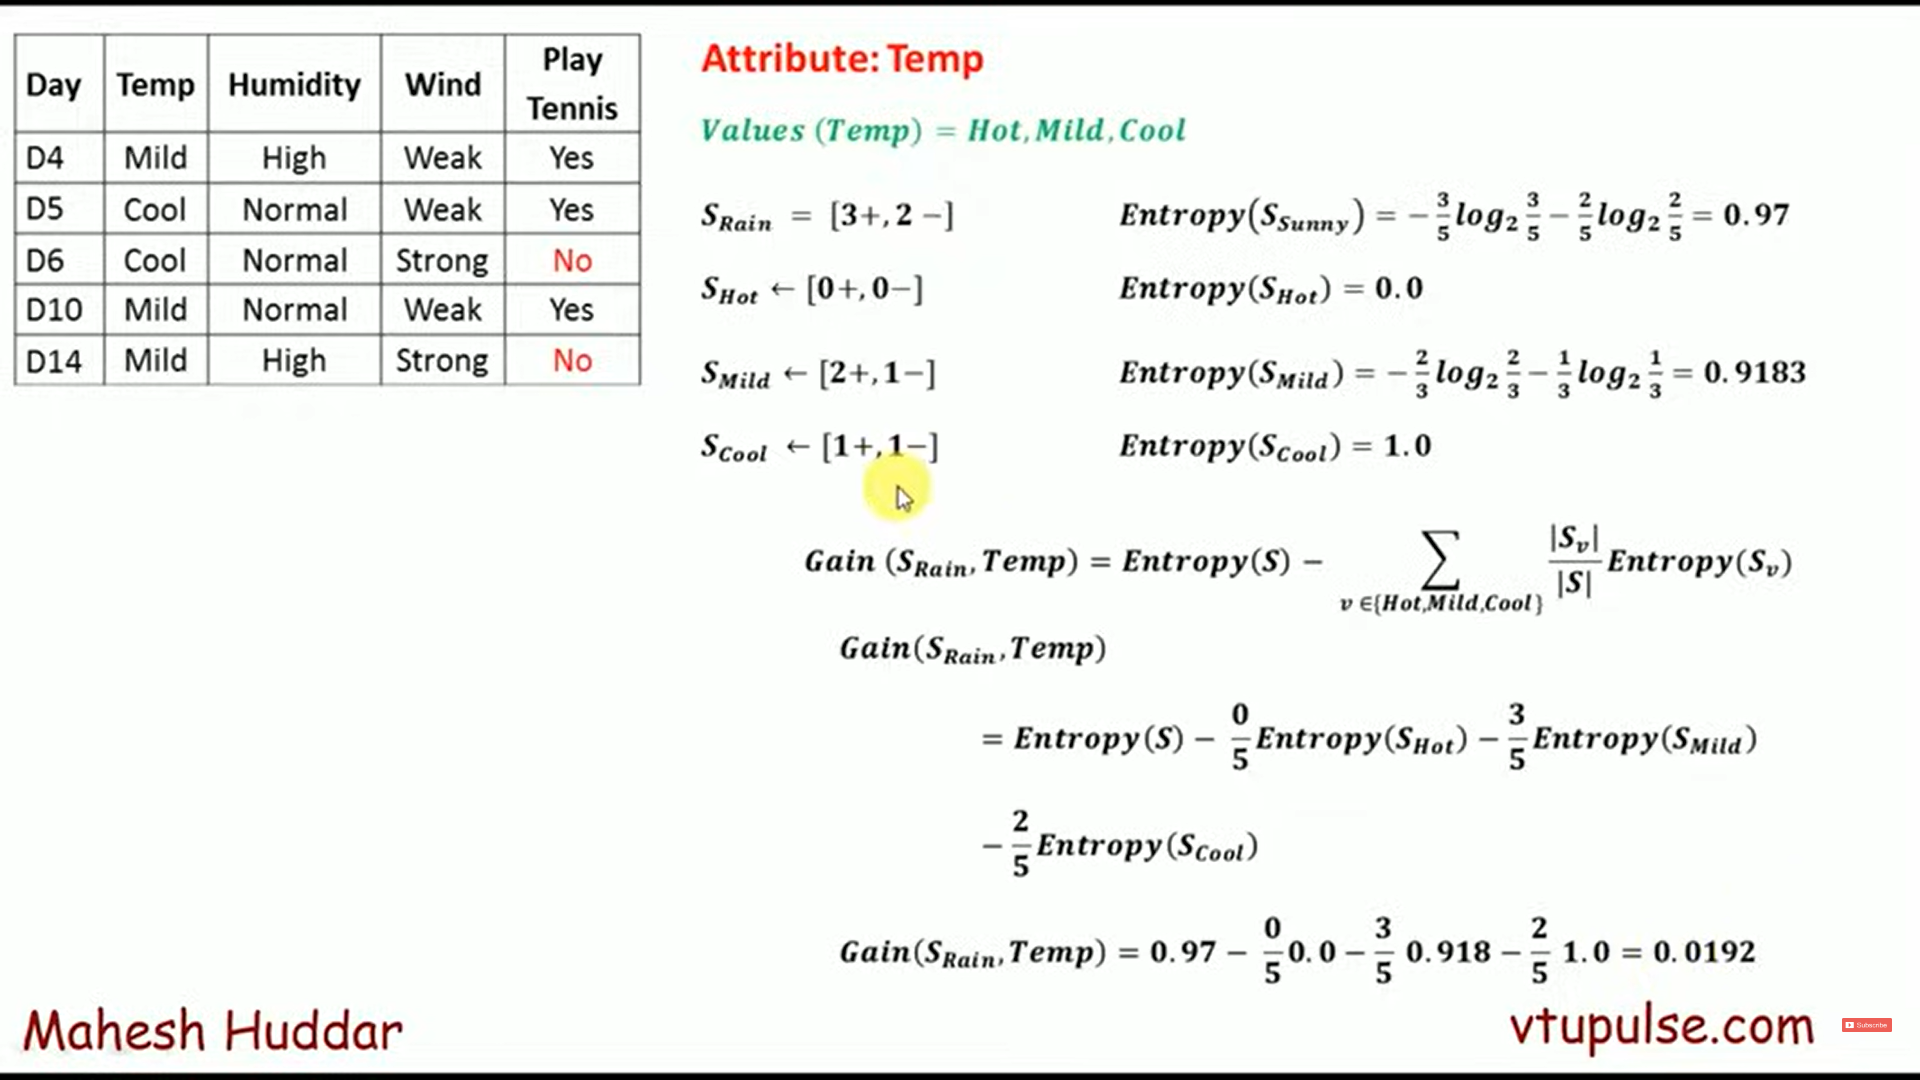 Day Temp Humidity Wind Play Tennis
D4 Mild High Weak Yes
D5 Cool Normal Weak Yes
D6 Cool Normal Strong No
D10 Mild Normal Weak Yes
D14 Mild High Strong No
Attribute: Temp
Values (Temp) = Hot, Mild, Cool
S_Rain = [3+, 2 −] Entropy(S_Sunny) = − 3/5 log₂ 3/5 − 2/5 log₂ 2/5 = 0.97
S_Hot ← [0+, 0−] Entropy(S_Hot) = 0.0
S_Mild ← [2+, 1−] Entropy(S_Mild) = − 2/3 log₂ 2/3 − 1/3 log₂ 1/3 = 0.9183
S_Cool ← [1+, 1−] Entropy(S_Cool) = 1.0
Gain (S_Rain, Temp) = Entropy(S) − ∑ v ∈{Hot,Mild,Cool} |S_v|/|S| Entropy(S_v)
Gain(S_Rain, Temp)
= Entropy(S) − 0/5 Entropy(S_Hot) − 3/5 Entropy(S_Mild)
− 2/5 Entropy(S_Cool)
Gain(S_Rain, Temp) = 0.97 − 0/5 0.0 − 3/5 0.918 − 2/5 1.0 = 0.0192
Mahesh Huddar
vtupulse.com
Subscribe